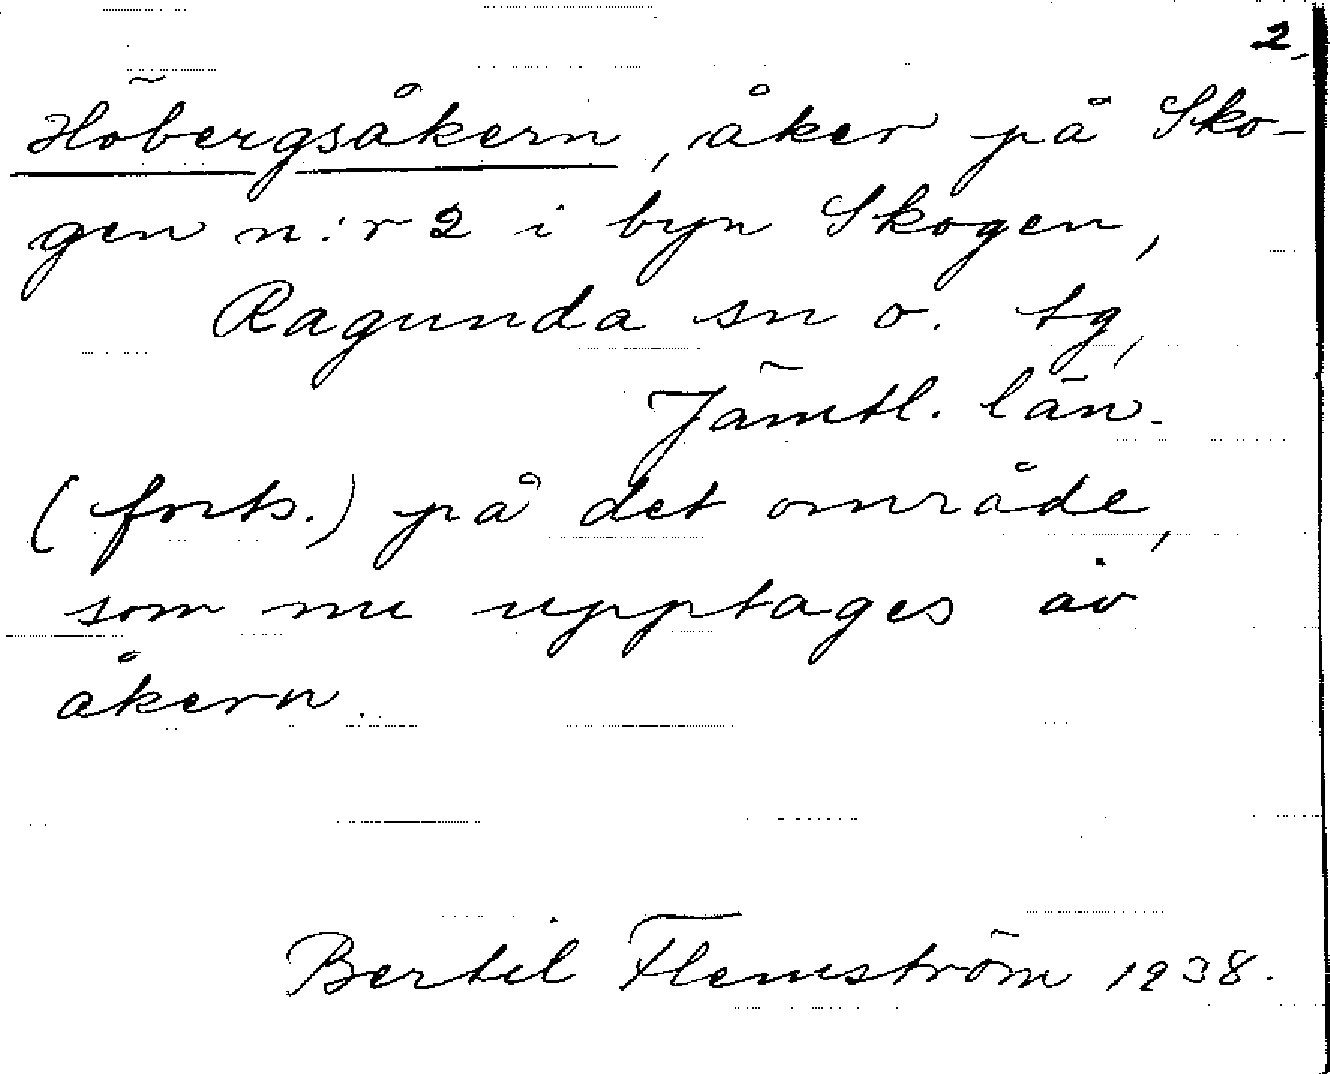 2.
Höbergsåkern, åker på Sko-
gen n:r 2 i byn Skogen,
Ragunda sn o. tg,
Jämtl. län.
(forts.) på det område,
som nu upptages av
åkern.
Bertil Flemström 1938.